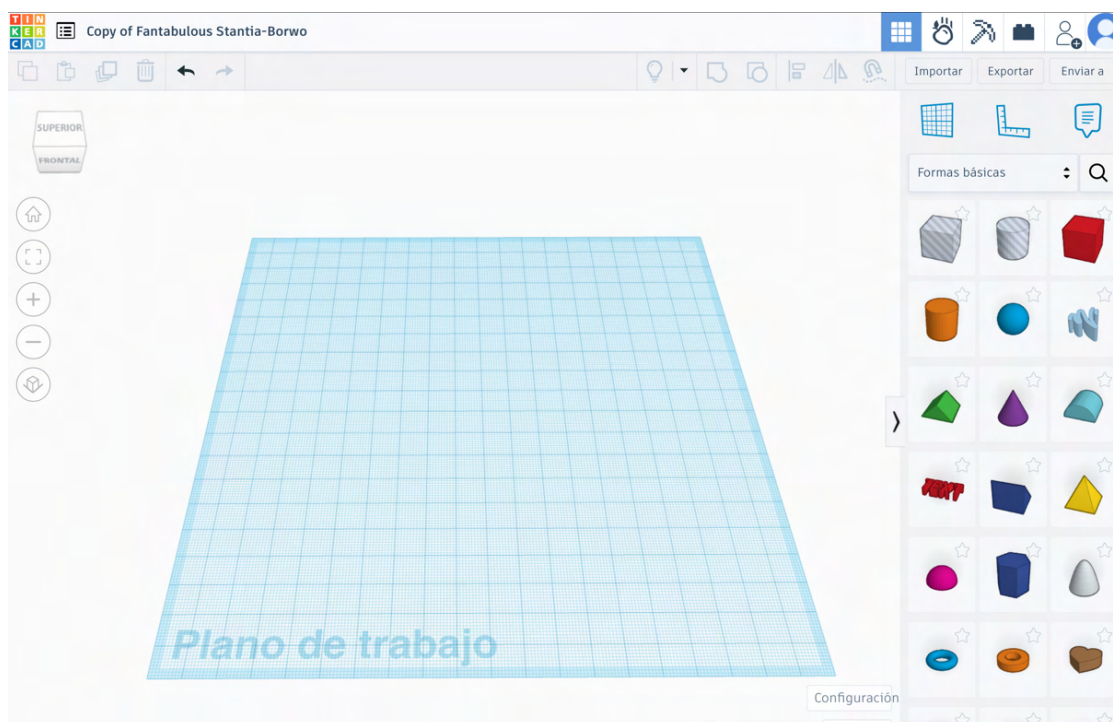 TIN
KER
CAD
Copy of Fantabulous Stantia-Borwo
Importar
Exportar
Enviar a
SUPERIOR
FRONTAL
Formas básicas
TEXT
Plano de trabajo
Configuración